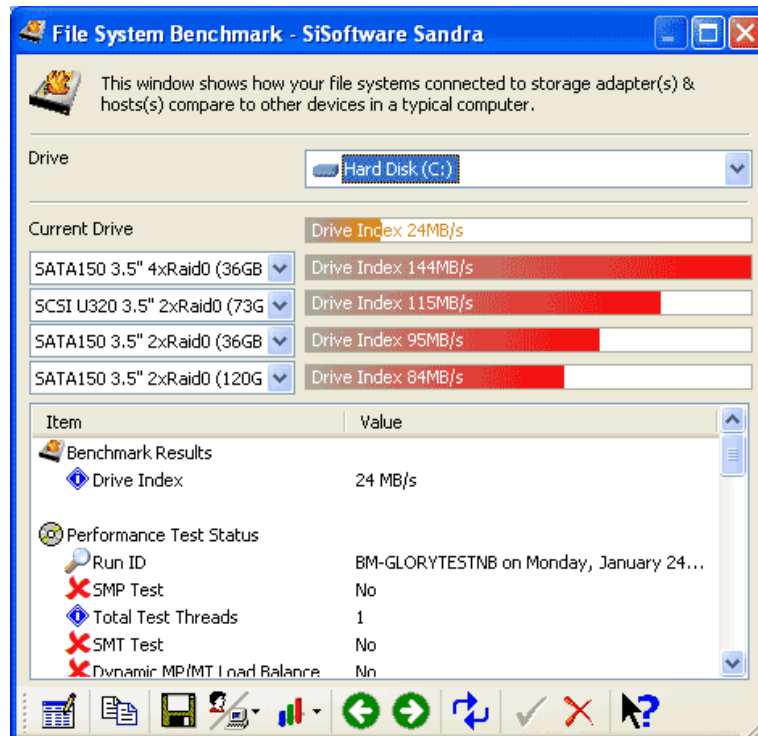 File System Benchmark - SiSoftware Sandra
This window shows how your file systems connected to storage adapter(s) &
hosts(s) compare to other devices in a typical computer.
Drive
Hard Disk (C:)
Current Drive
Drive Index 24MB/s
SATA150 3.5" 4xRaid0 (36GB
Drive Index 144MB/s
SCSI U320 3.5" 2xRaid0 (73G
Drive Index 115MB/s
SATA150 3.5" 2xRaid0 (36GB
Drive Index 95MB/s
SATA150 3.5" 2xRaid0 (120G
Drive Index 84MB/s
Item Value
Benchmark Results
Drive Index 24 MB/s
Performance Test Status
Run ID BM-GLORYTESTNB on Monday, January 24...
SMP Test No
Total Test Threads 1
SMT Test No
Dynamic MP/MT Load Balance No